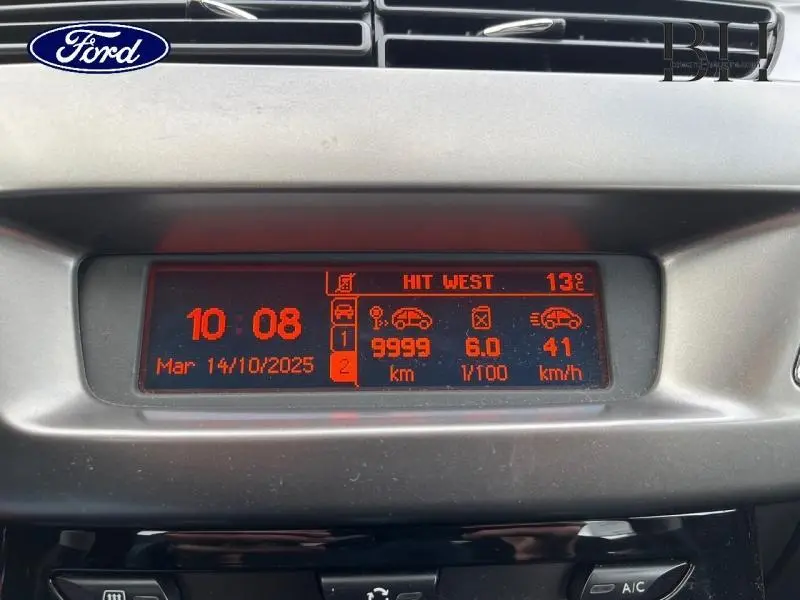 Ford
BH
HIT WEST 13°C
10:08
Mar 14/10/2025
1
2
9999 6.0 41
km l/100 km/h
A/C